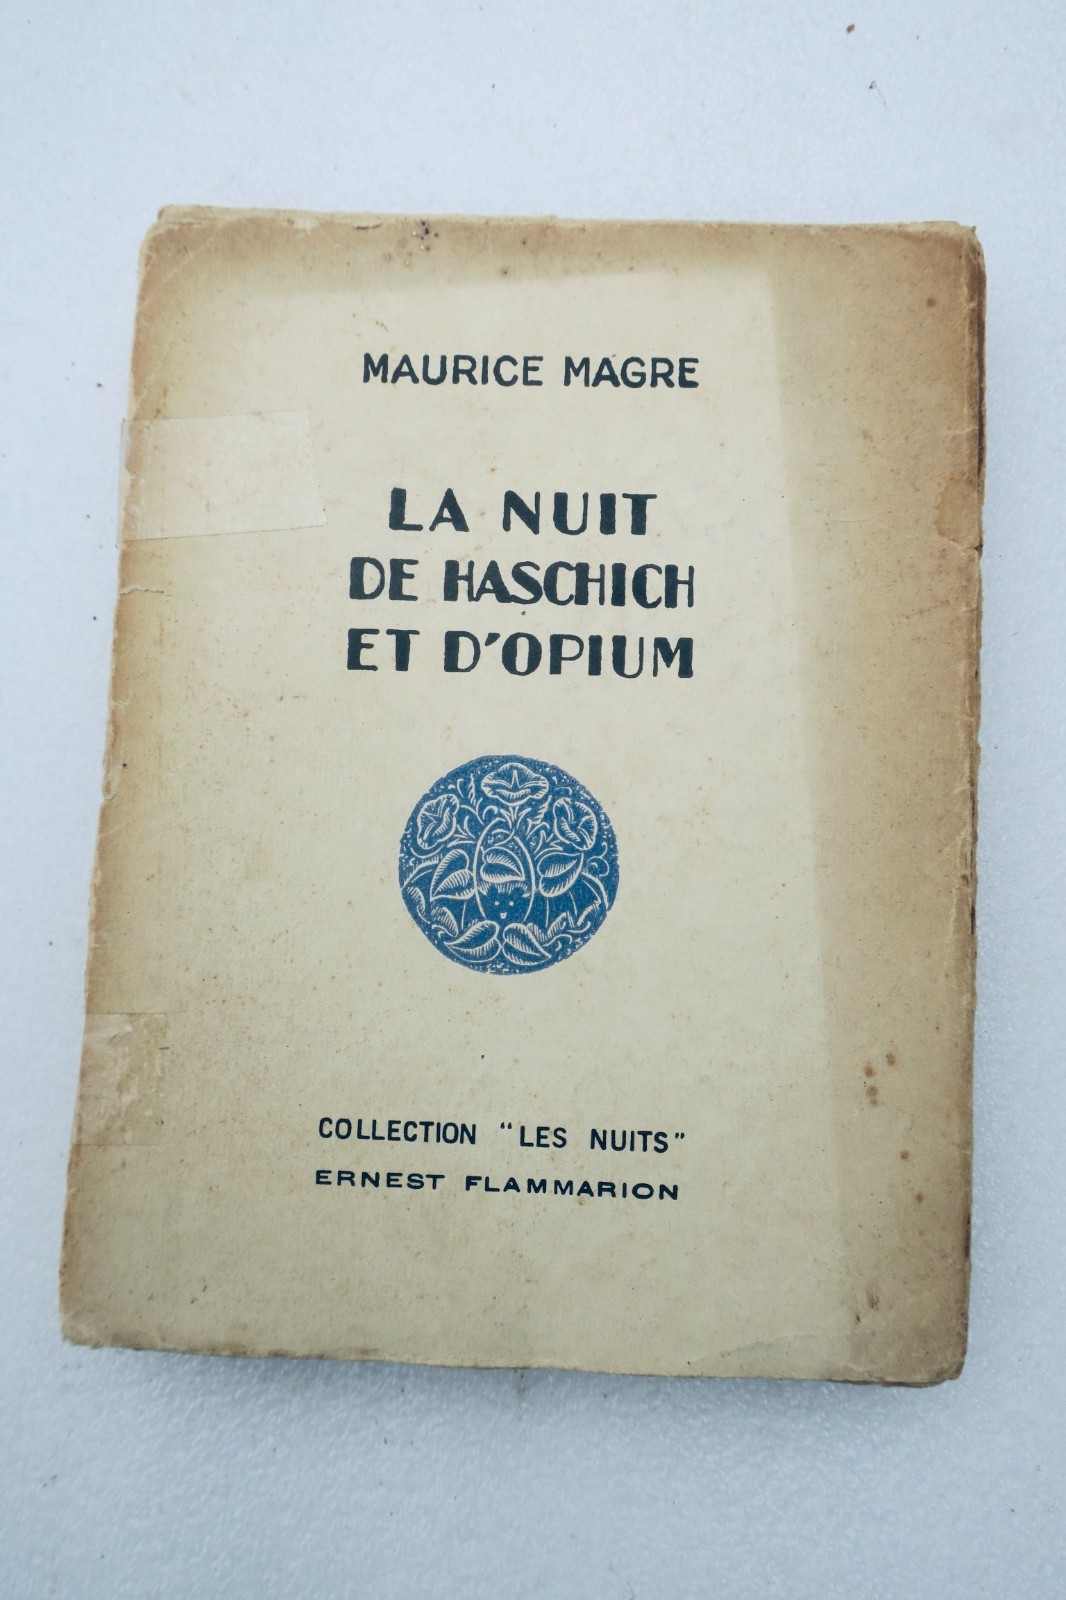 MAURICE MAGRE
LA NUIT
DE HASCHICH
ET D'OPIUM
COLLECTION "LES NUITS"
ERNEST FLAMMARION